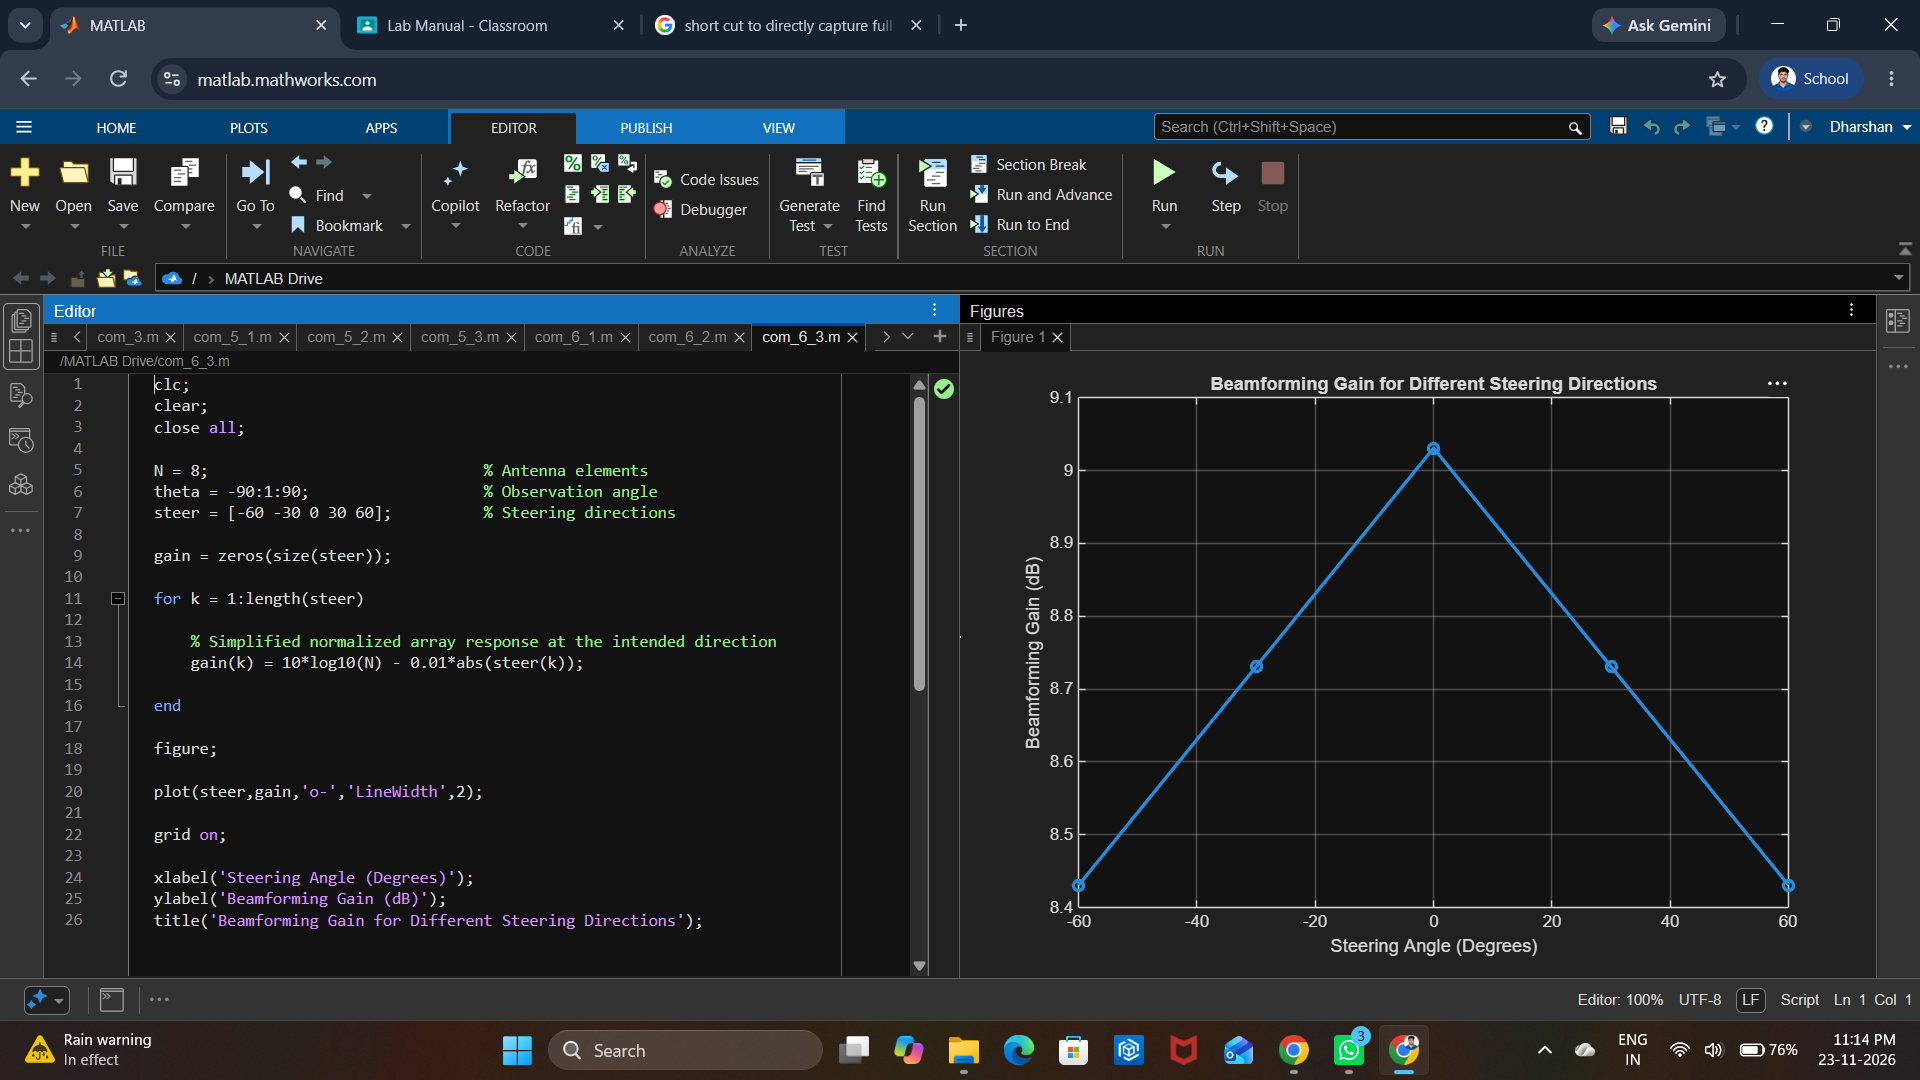 MATLAB
Lab Manual - Classroom
short cut to directly capture full
Ask Gemini
matlab.mathworks.com
School
HOME PLOTS APPS EDITOR PUBLISH VIEW
Search (Ctrl+Shift+Space)
Dharshan
New Open Save Compare
FILE
Go To
Find
Bookmark
NAVIGATE
Copilot Refactor
CODE
Code Issues
Debugger
ANALYZE
Generate Test
Find Tests
TEST
Run Section
Section Break
Run and Advance
Run to End
SECTION
Run Step Stop
RUN
/ › MATLAB Drive
Editor
com_3.m com_5_1.m com_5_2.m com_5_3.m com_6_1.m com_6_2.m com_6_3.m
/MATLAB Drive/com_6_3.m
1 clc;
2 clear;
3 close all;
4
5 N = 8; % Antenna elements
6 theta = -90:1:90; % Observation angle
7 steer = [-60 -30 0 30 60]; % Steering directions
8
9 gain = zeros(size(steer));
10
11 for k = 1:length(steer)
12
13 % Simplified normalized array response at the intended direction
14 gain(k) = 10*log10(N) - 0.01*abs(steer(k));
15
16 end
17
18 figure;
19
20 plot(steer,gain,'o-','LineWidth',2);
21
22 grid on;
23
24 xlabel('Steering Angle (Degrees)');
25 ylabel('Beamforming Gain (dB)');
26 title('Beamforming Gain for Different Steering Directions');
Figures
Figure 1
Beamforming Gain for Different Steering Directions
9.1
9
8.9
8.8
8.7
8.6
8.5
8.4
Beamforming Gain (dB)
-60 -40 -20 0 20 40 60
Steering Angle (Degrees)
Editor: 100% UTF-8 LF Script Ln 1 Col 1
Rain warning
In effect
Search
3
ENG
IN
76%
11:14 PM
23-11-2026